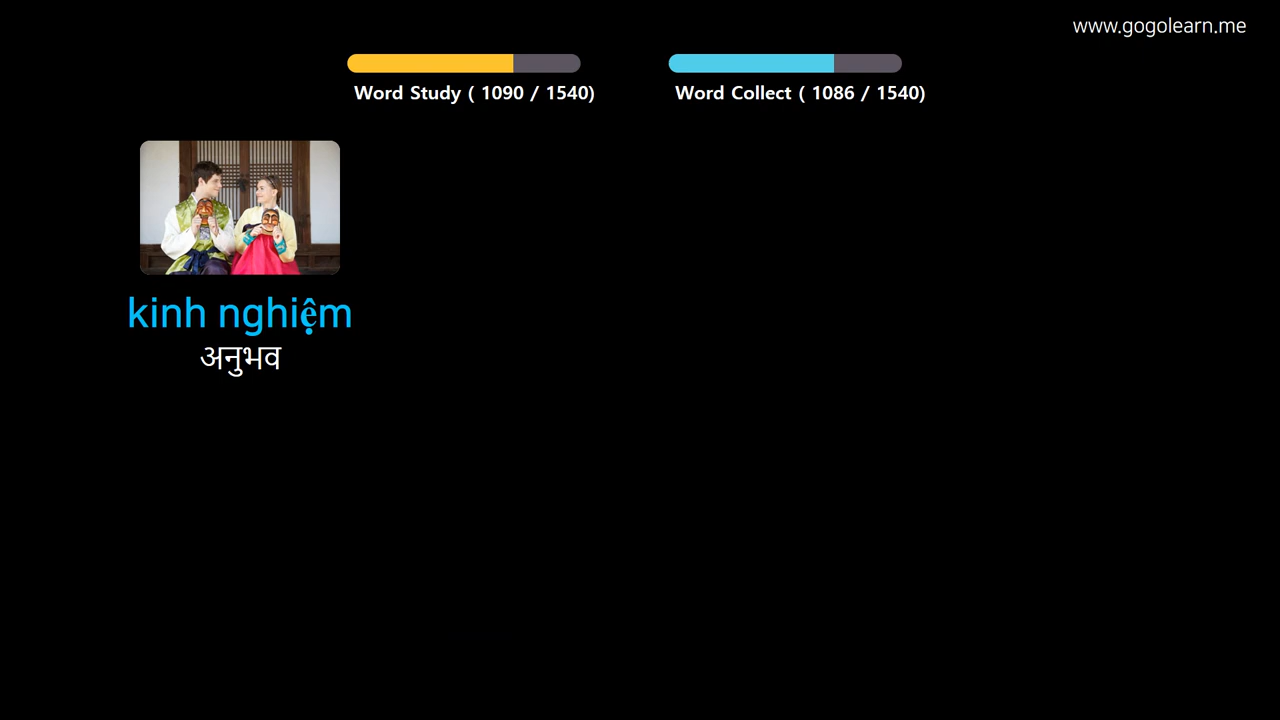 www.gogolearn.me
Word Study ( 1090 / 1540)
Word Collect ( 1086 / 1540)
kinh nghiệm
अनुभव